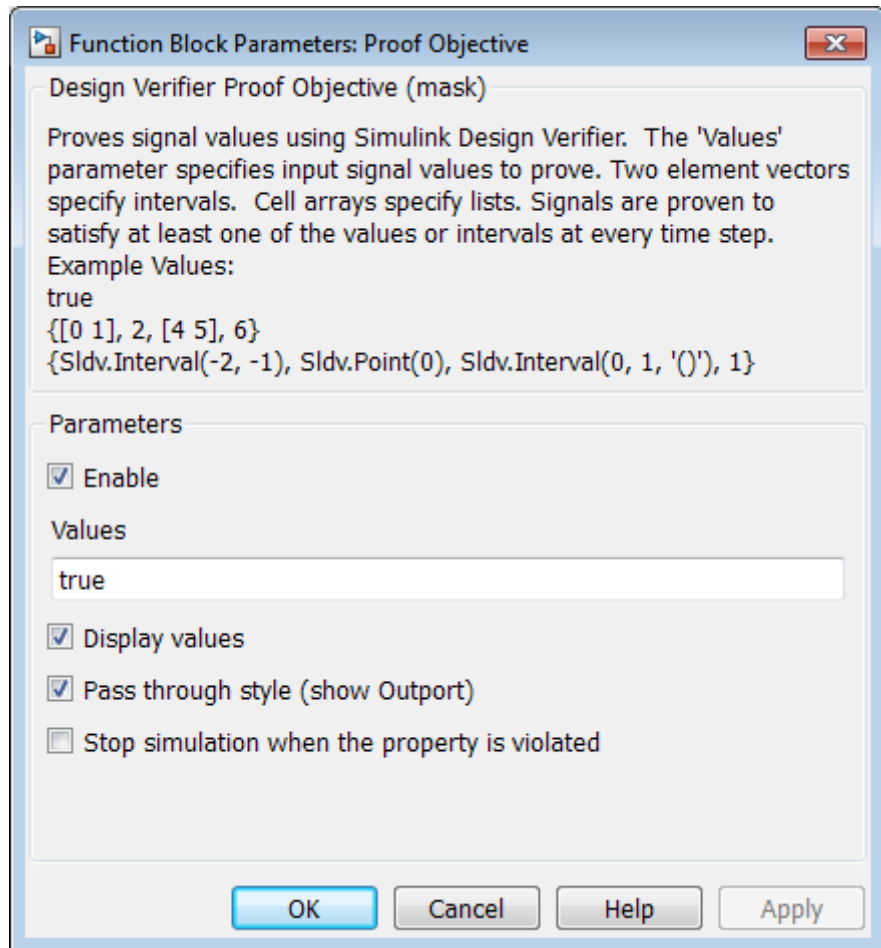 Function Block Parameters: Proof Objective
Design Verifier Proof Objective (mask)
Proves signal values using Simulink Design Verifier.  The 'Values'
parameter specifies input signal values to prove. Two element vectors
specify intervals.  Cell arrays specify lists. Signals are proven to
satisfy at least one of the values or intervals at every time step.
Example Values:
true
{[0 1], 2, [4 5], 6}
{Sldv.Interval(-2, -1), Sldv.Point(0), Sldv.Interval(0, 1, '()'), 1}
Parameters
Enable
Values
true
Display values
Pass through style (show Outport)
Stop simulation when the property is violated
OK Cancel Help Apply